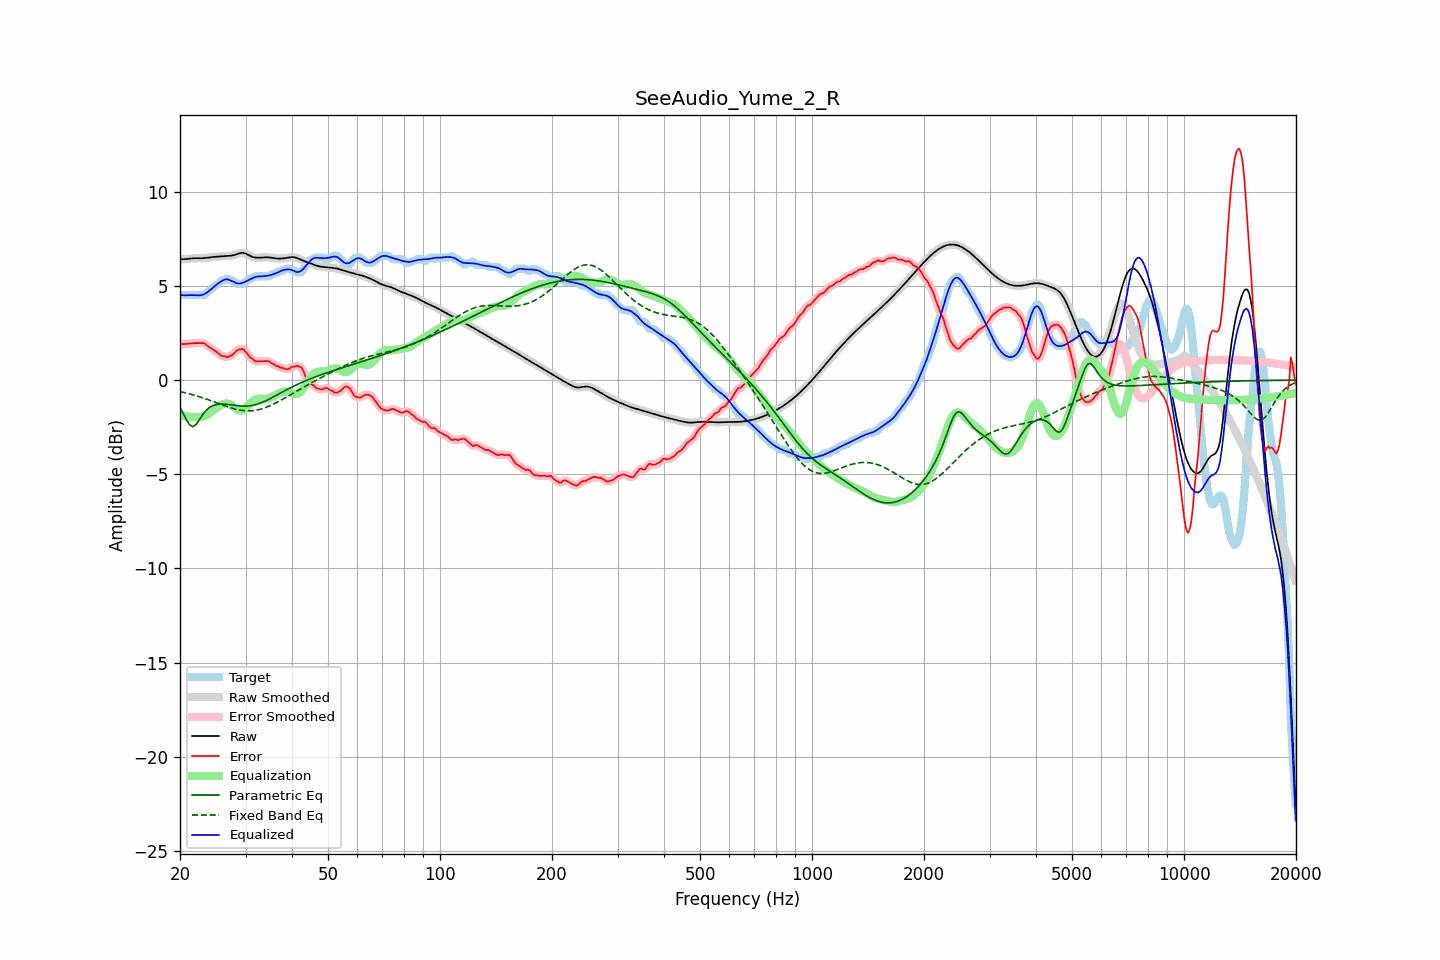 SeeAudio_Yume_2_R
Amplitude (dBr)
10
5
0
−5
−10
−15
−20
−25
Target
Raw Smoothed
Error Smoothed
Raw
Error
Equalization
Parametric Eq
Fixed Band Eq
Equalized
20 50 100 200 500 1000 2000 5000 10000 20000
Frequency (Hz)